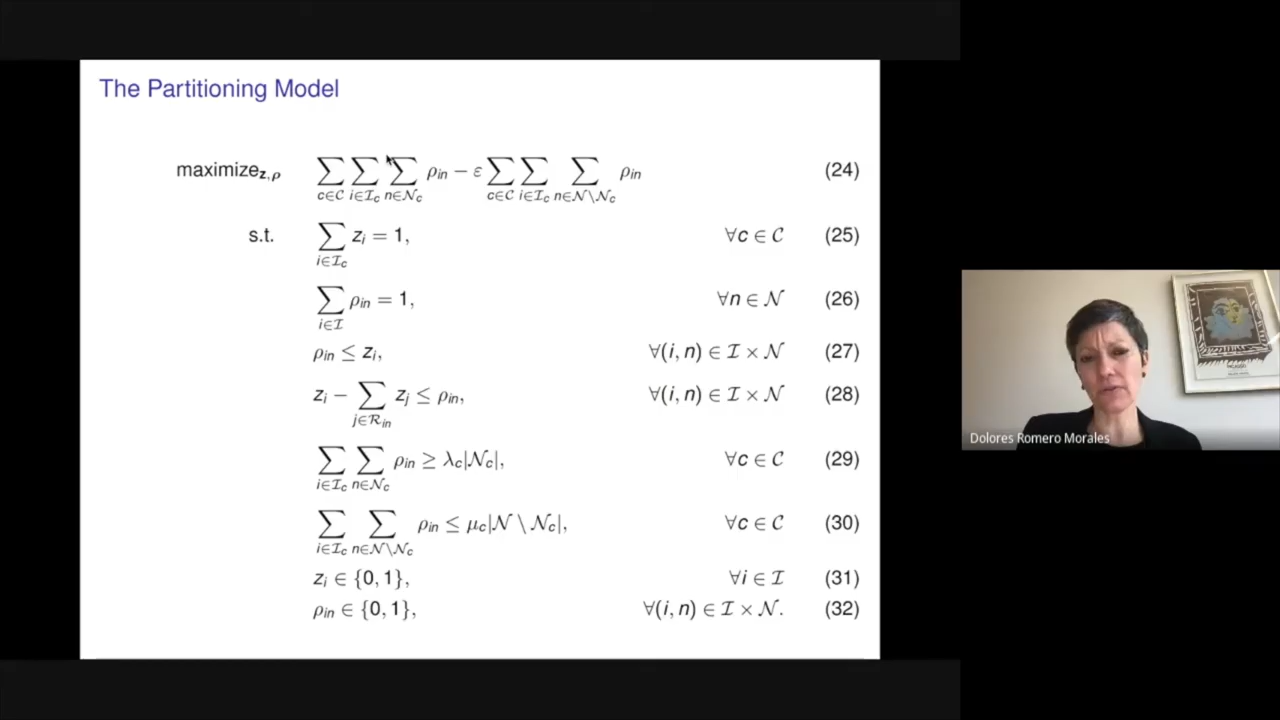 The Partitioning Model
maximize_{z,ρ} ∑_{c∈𝒞} ∑_{i∈ℐ_c} ∑_{n∈𝒩_c} ρ_{in} − ε ∑_{c∈𝒞} ∑_{i∈ℐ_c} ∑_{n∈𝒩\𝒩_c} ρ_{in} (24)
s.t. ∑_{i∈ℐ_c} z_i = 1, ∀c ∈ 𝒞 (25)
∑_{i∈ℐ} ρ_{in} = 1, ∀n ∈ 𝒩 (26)
ρ_{in} ≤ z_i, ∀(i, n) ∈ ℐ × 𝒩 (27)
z_i − ∑_{j∈ℛ_{in}} z_j ≤ ρ_{in}, ∀(i, n) ∈ ℐ × 𝒩 (28)
∑_{i∈ℐ_c} ∑_{n∈𝒩_c} ρ_{in} ≥ λ_c|𝒩_c|, ∀c ∈ 𝒞 (29)
∑_{i∈ℐ_c} ∑_{n∈𝒩\𝒩_c} ρ_{in} ≤ μ_c|𝒩 \ 𝒩_c|, ∀c ∈ 𝒞 (30)
z_i ∈ {0, 1}, ∀i ∈ ℐ (31)
ρ_{in} ∈ {0, 1}, ∀(i, n) ∈ ℐ × 𝒩. (32)
Dolores Romero Morales